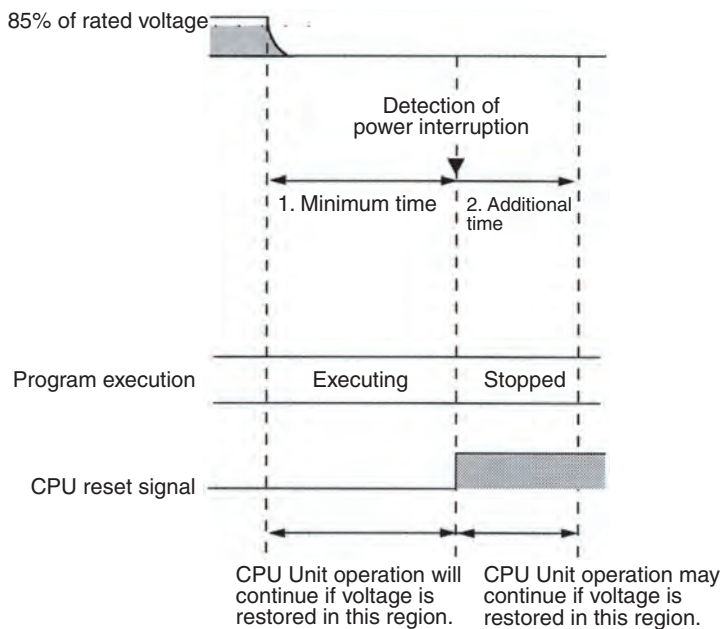 85% of rated voltage
Detection of
power interruption
1. Minimum time
2. Additional
time
Program execution
Executing
Stopped
CPU reset signal
CPU Unit operation will
continue if voltage is
restored in this region.
CPU Unit operation may
continue if voltage is
restored in this region.